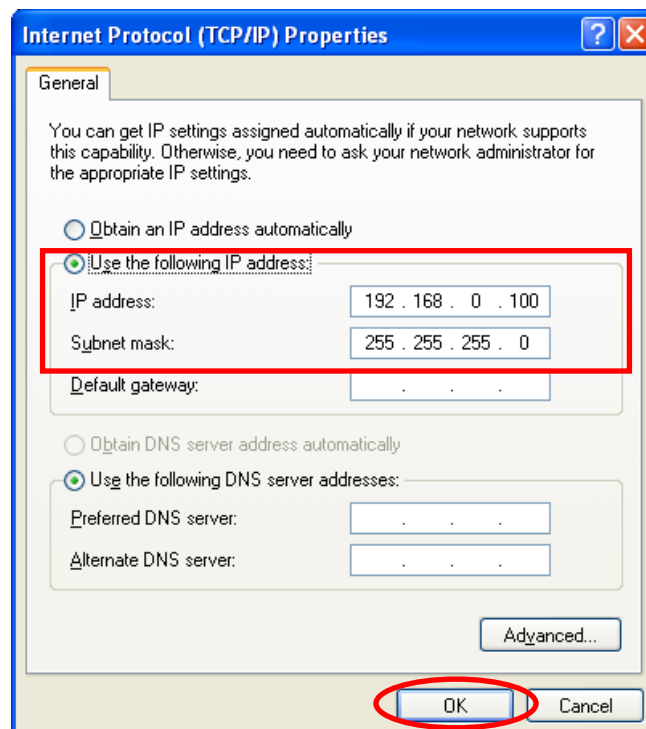 Internet Protocol (TCP/IP) Properties
General
You can get IP settings assigned automatically if your network supports
this capability. Otherwise, you need to ask your network administrator for
the appropriate IP settings.
Obtain an IP address automatically
Use the following IP address:
IP address: 192 . 168 . 0 . 100
Subnet mask: 255 . 255 . 255 . 0
Default gateway: . . .
Obtain DNS server address automatically
Use the following DNS server addresses:
Preferred DNS server: . . .
Alternate DNS server: . . .
Advanced...
OK Cancel